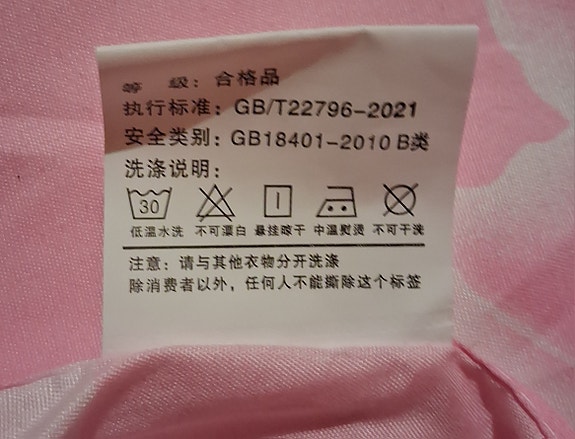 等 级：合格品
执行标准：GB/T22796-2021
安全类别：GB18401-2010 B类
洗涤说明：
30
低温水洗 不可漂白 悬挂晾干 中温熨烫 不可干洗
注意：请与其他衣物分开洗涤
除消费者以外，任何人不能撕除这个标签